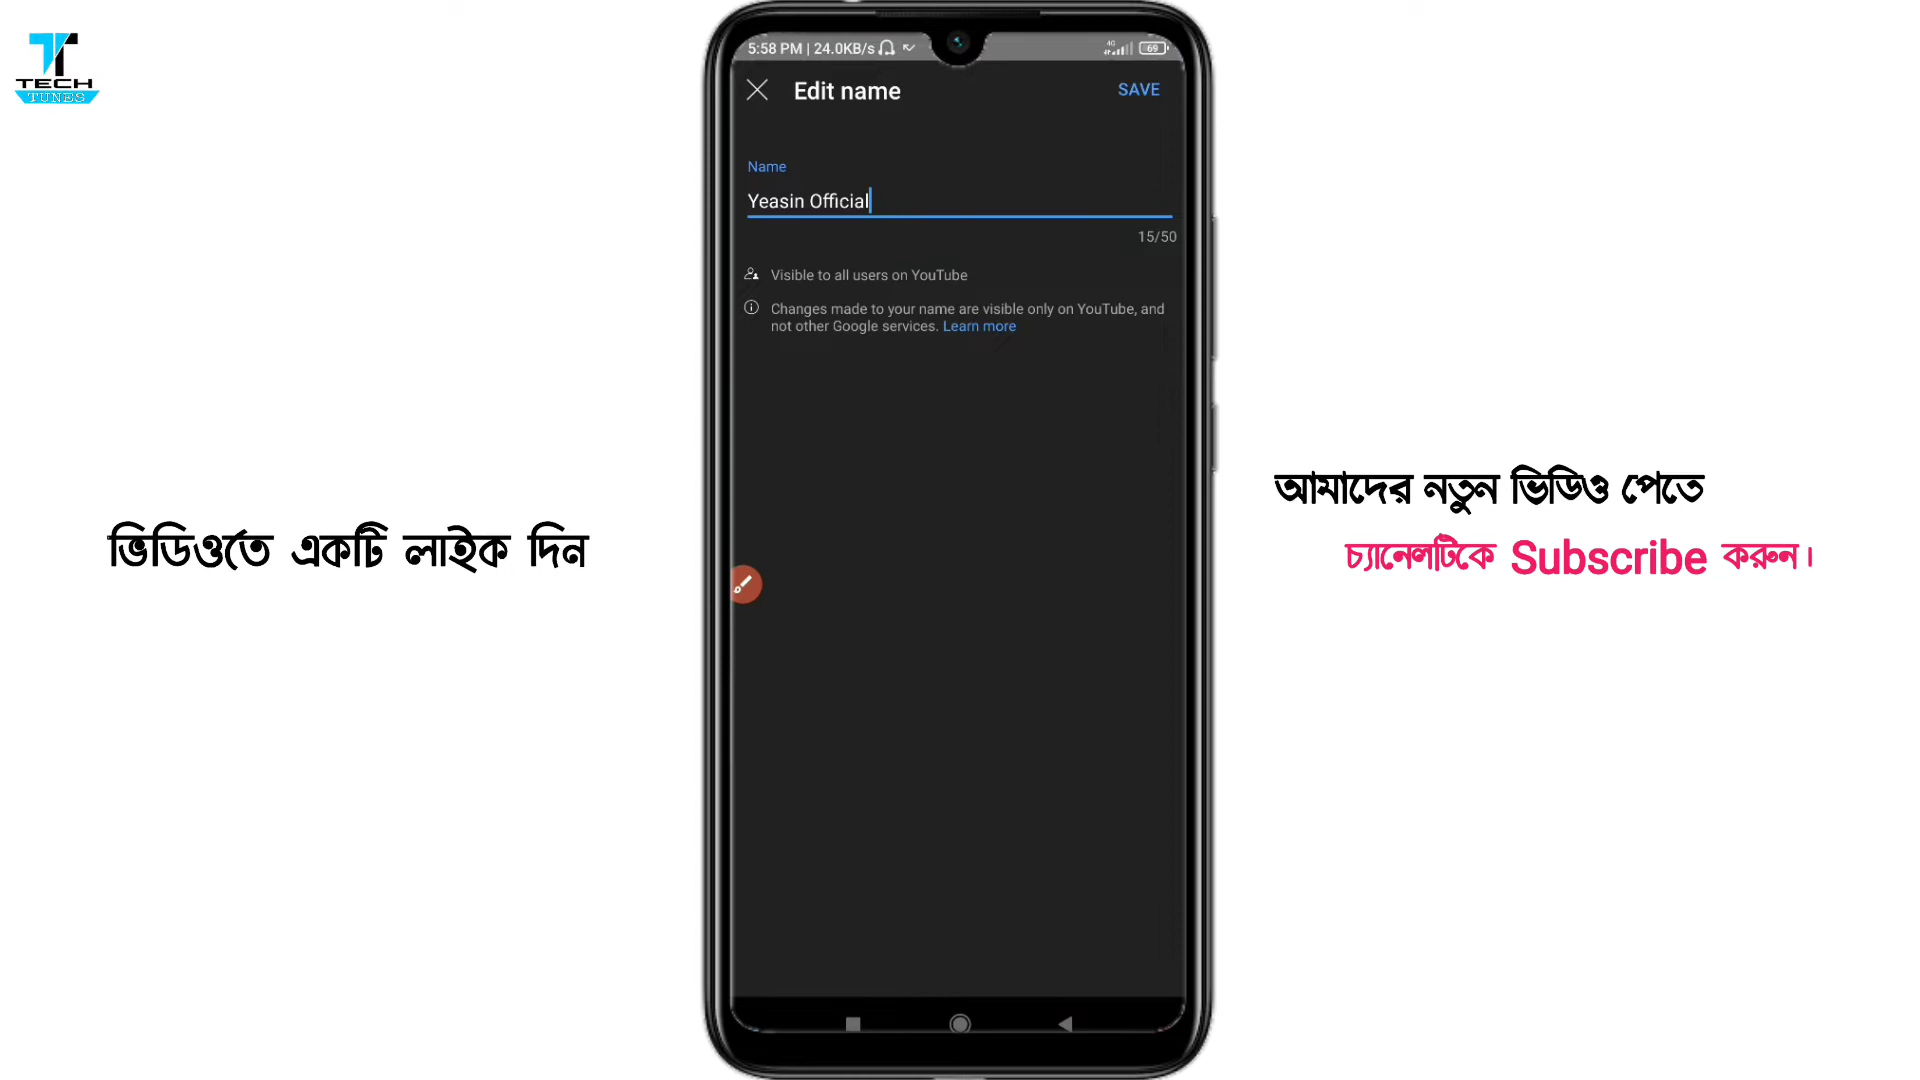 TECH
TUNES
5:58 PM | 24.0KB/s
4G
69
Edit name
SAVE
Name
Yeasin Official
15/50
Visible to all users on YouTube
Changes made to your name are visible only on YouTube, and
not other Google services. Learn more
ভিডিওতে একটি লাইক দিন
আমাদের নতুন ভিডিও পেতে
চ্যানেলটিকে Subscribe করুন।